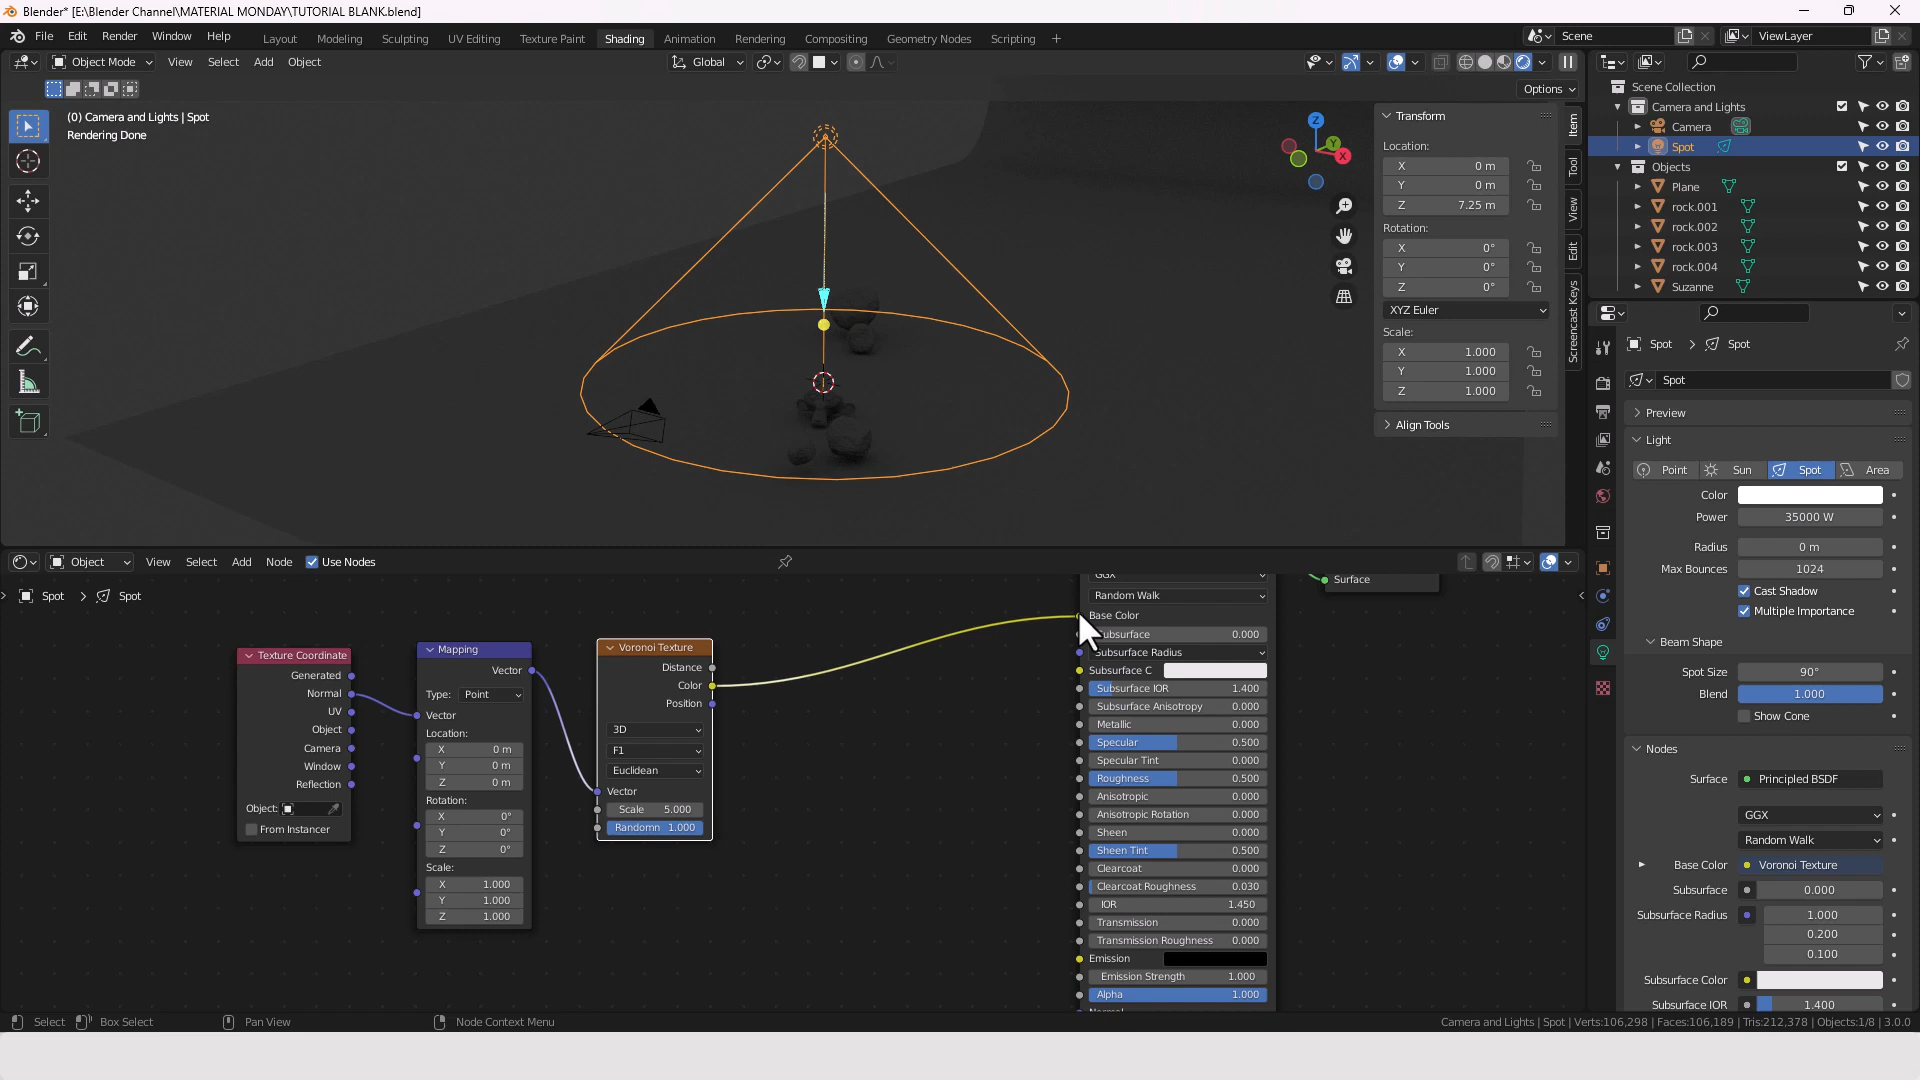 Blender* [E:\Blender Channel\MATERIAL MONDAY\TUTORIAL BLANK.blend]
File Edit Render Window Help Layout Modeling Sculpting UV Editing Texture Paint Shading Animation Rendering Compositing Geometry Nodes Scripting + Scene ViewLayer
Object Mode View Select Add Object Global
Options
(0) Camera and Lights | Spot
Rendering Done
Z
Y
X
Transform
Location:
X 0 m
Y 0 m
Z 7.25 m
Rotation:
X 0°
Y 0°
Z 0°
XYZ Euler
Scale:
X 1.000
Y 1.000
Z 1.000
Align Tools
Item
Tool
View
Edit
Screencast Keys
Scene Collection
Camera and Lights
Camera
Spot
Objects
Plane
rock.001
rock.002
rock.003
rock.004
Suzanne
Spot > Spot
Spot
Preview
Light
Point Sun Spot Area
Color
Power 35000 W
Radius 0 m
Max Bounces 1024
Cast Shadow
Multiple Importance
Beam Shape
Spot Size 90°
Blend 1.000
Show Cone
Nodes
Surface Principled BSDF
GGX
Random Walk
Base Color Voronoi Texture
Subsurface 0.000
Subsurface Radius 1.000
0.200
0.100
Subsurface Color
Subsurface IOR 1.400
Object View Select Add Node Use Nodes
Spot > Spot
Texture Coordinate
Generated
Normal
UV
Object
Camera
Window
Reflection
Object:
From Instancer
Mapping
Vector
Type: Point
Vector
Location:
X 0 m
Y 0 m
Z 0 m
Rotation:
X 0°
Y 0°
Z 0°
Scale:
X 1.000
Y 1.000
Z 1.000
Voronoi Texture
Distance
Color
Position
3D
F1
Euclidean
Vector
Scale 5.000
Randomn 1.000
GGX
Random Walk
Base Color
ubsurface 0.000
Subsurface Radius
Subsurface C
Subsurface IOR 1.400
Subsurface Anisotropy 0.000
Metallic 0.000
Specular 0.500
Specular Tint 0.000
Roughness 0.500
Anisotropic 0.000
Anisotropic Rotation 0.000
Sheen 0.000
Sheen Tint 0.500
Clearcoat 0.000
Clearcoat Roughness 0.030
IOR 1.450
Transmission 0.000
Transmission Roughness 0.000
Emission
Emission Strength 1.000
Alpha 1.000
Normal
Surface
Select Box Select Pan View Node Context Menu Camera and Lights | Spot | Verts:106,298 | Faces:106,189 | Tris:212,378 | Objects:1/8 | 3.0.0